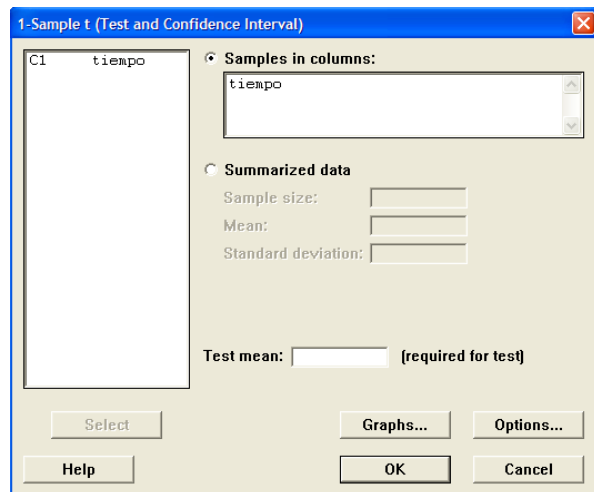 1-Sample t (Test and Confidence Interval)
C1 tiempo
Samples in columns:
tiempo
Summarized data
Sample size:
Mean:
Standard deviation:
Test mean: (required for test)
Select
Graphs...
Options...
Help
OK
Cancel